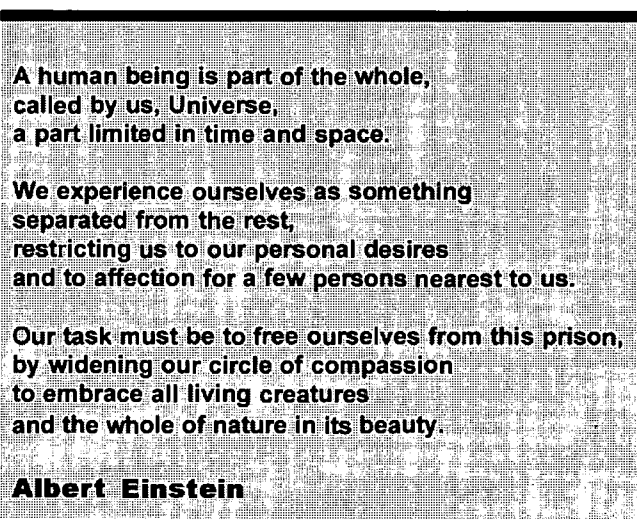 A human being is part of the whole,
called by us, Universe,
a part limited in time and space.
We experience ourselves as something
separated from the rest,
restricting us to our personal desires
and to affection for a few persons nearest to us.
Our task must be to free ourselves from this prison,
by widening our circle of compassion
to embrace all living creatures
and the whole of nature in its beauty.
Albert Einstein